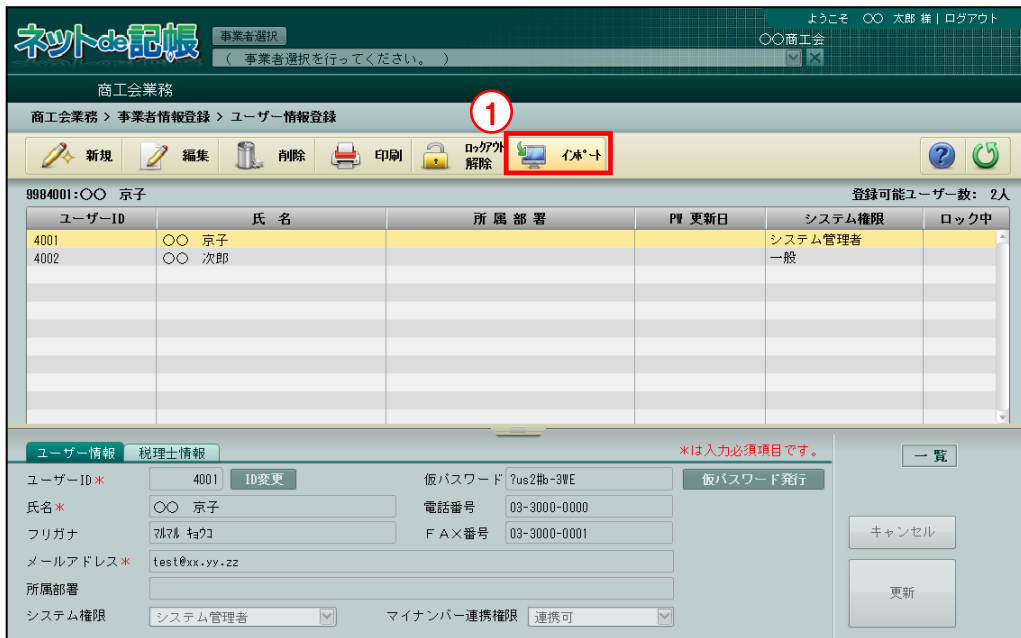 ようこそ 〇〇 太郎 様 | ログアウト
ネットde記帳
事業者選択
〇〇商工会
( 事業者選択を行ってください。 )
商工会業務
商工会業務 > 事業者情報登録 > ユーザー情報登録
1
新規 編集 削除 印刷 ロックアウト解除 インポート
9984001:〇〇 京子 登録可能ユーザー数: 2人
ユーザーID 氏 名 所 属 部 署 PW 更新日 システム権限 ロック中
4001 〇〇 京子 システム管理者
4002 〇〇 次郎 一般
ユーザー情報 税理士情報 *は入力必須項目です。 一 覧
ユーザーID* 4001 ID変更 仮パスワード ?us2#b-3WE 仮パスワード発行
氏名* 〇〇 京子 電話番号 03-3000-0000
フリガナ マルマル キョウコ FAX番号 03-3000-0001
キャンセル
メールアドレス* test@xx.yy.zz
所属部署
更新
システム権限 システム管理者 マイナンバー連携権限 連携可